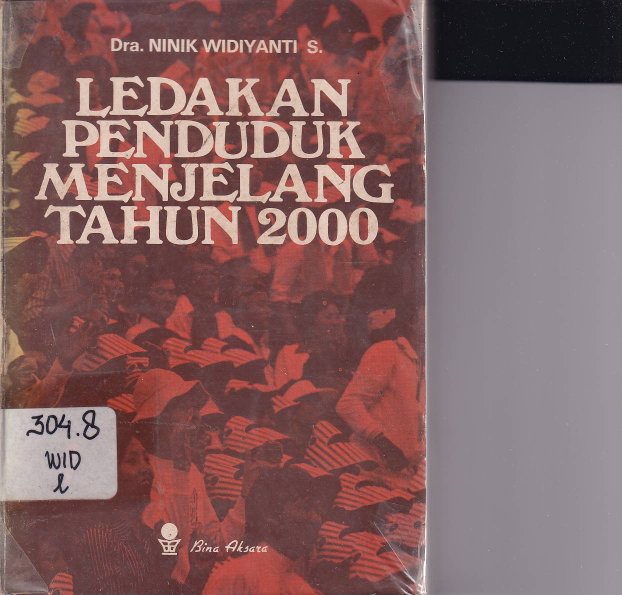 Dra. NINIK WIDIYANTI S.
LEDAKAN
PENDUDUK
MENJELANG
TAHUN 2000
304.8
WID
l
Bina Aksara